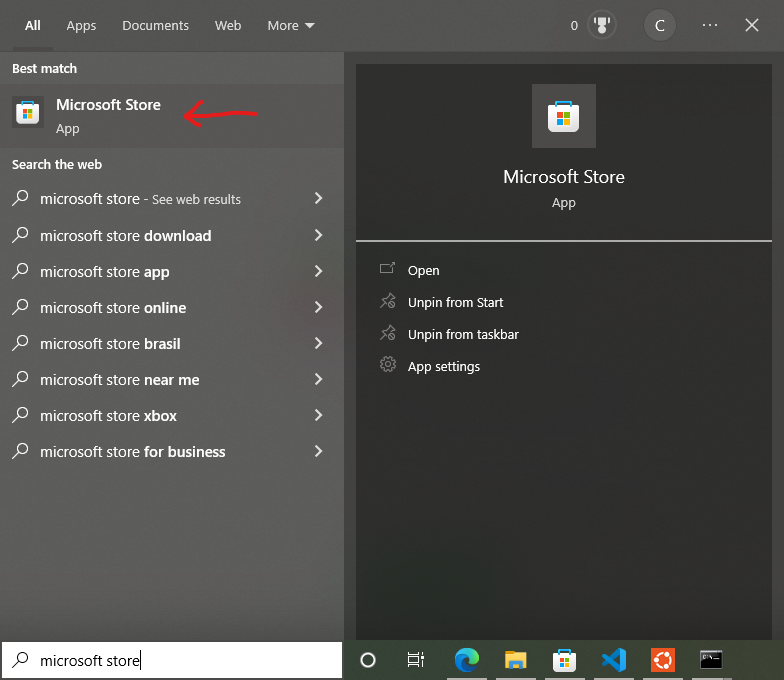 All Apps Documents Web More 0 C ...
Best match
Microsoft Store
App
Search the web
microsoft store - See web results
microsoft store download
microsoft store app
microsoft store online
microsoft store brasil
microsoft store near me
microsoft store xbox
microsoft store for business
Microsoft Store
App
Open
Unpin from Start
Unpin from taskbar
App settings
microsoft store